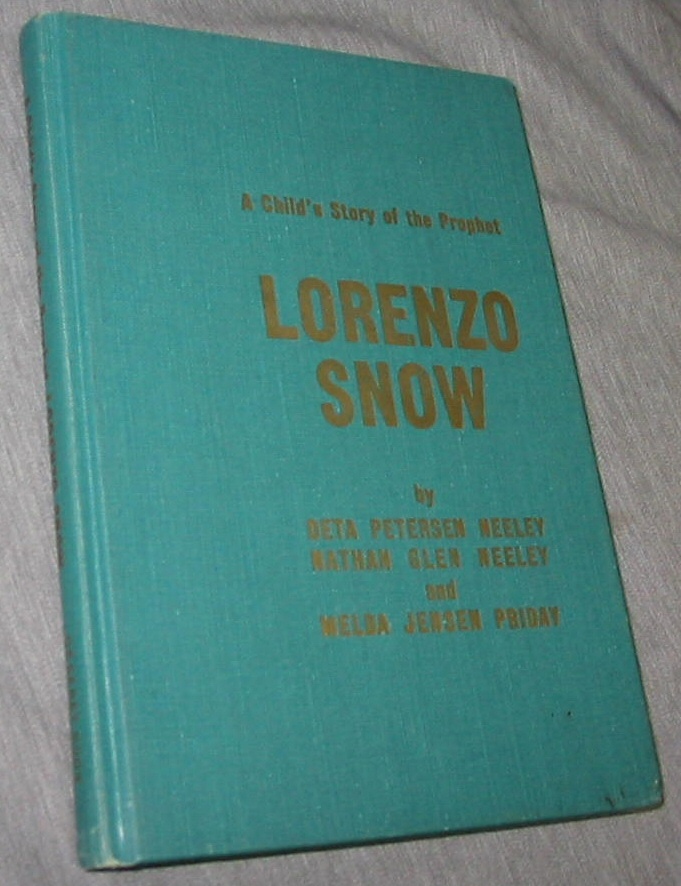 A Child's Story of the Prophet
LORENZO
SNOW
by
DETA PETERSEN NEELEY
NATHAN GLEN NEELEY
and
MELBA JENSEN PRIDAY